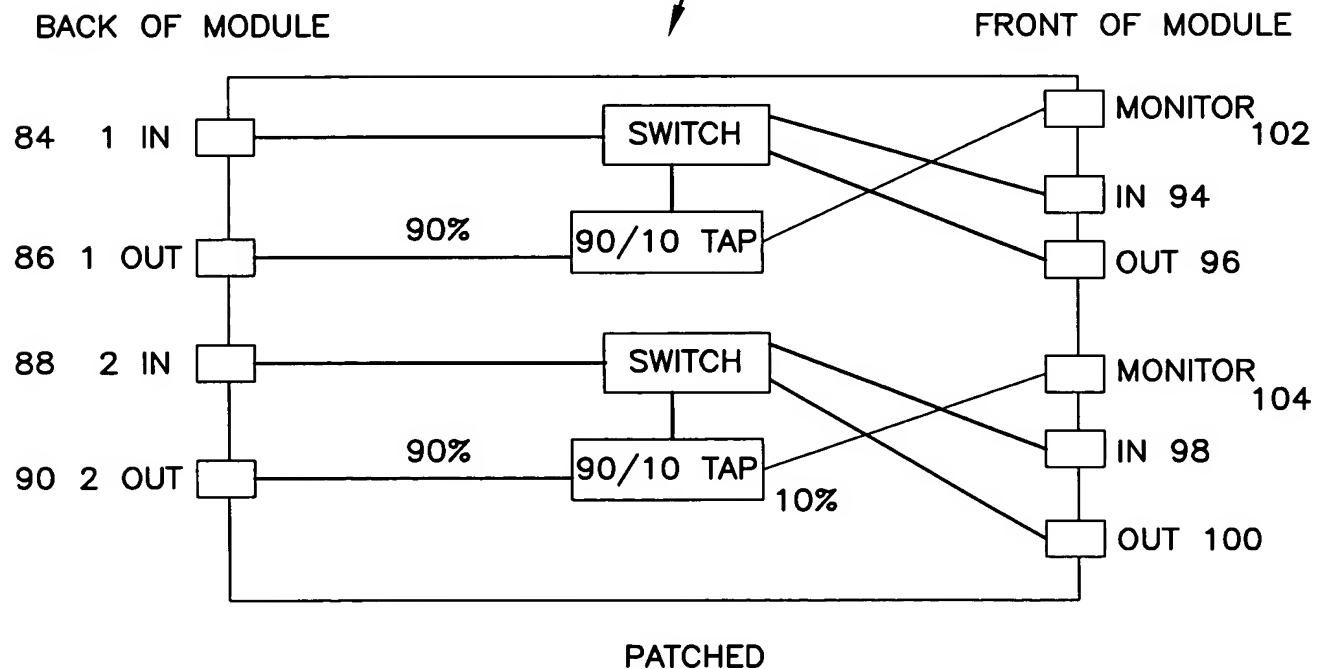 BACK OF MODULE
FRONT OF MODULE
84 1 IN
SWITCH
MONITOR 102
IN 94
86 1 OUT
90%
90/10 TAP
OUT 96
88 2 IN
SWITCH
MONITOR 104
90 2 OUT
90%
90/10 TAP
10%
IN 98
OUT 100
PATCHED